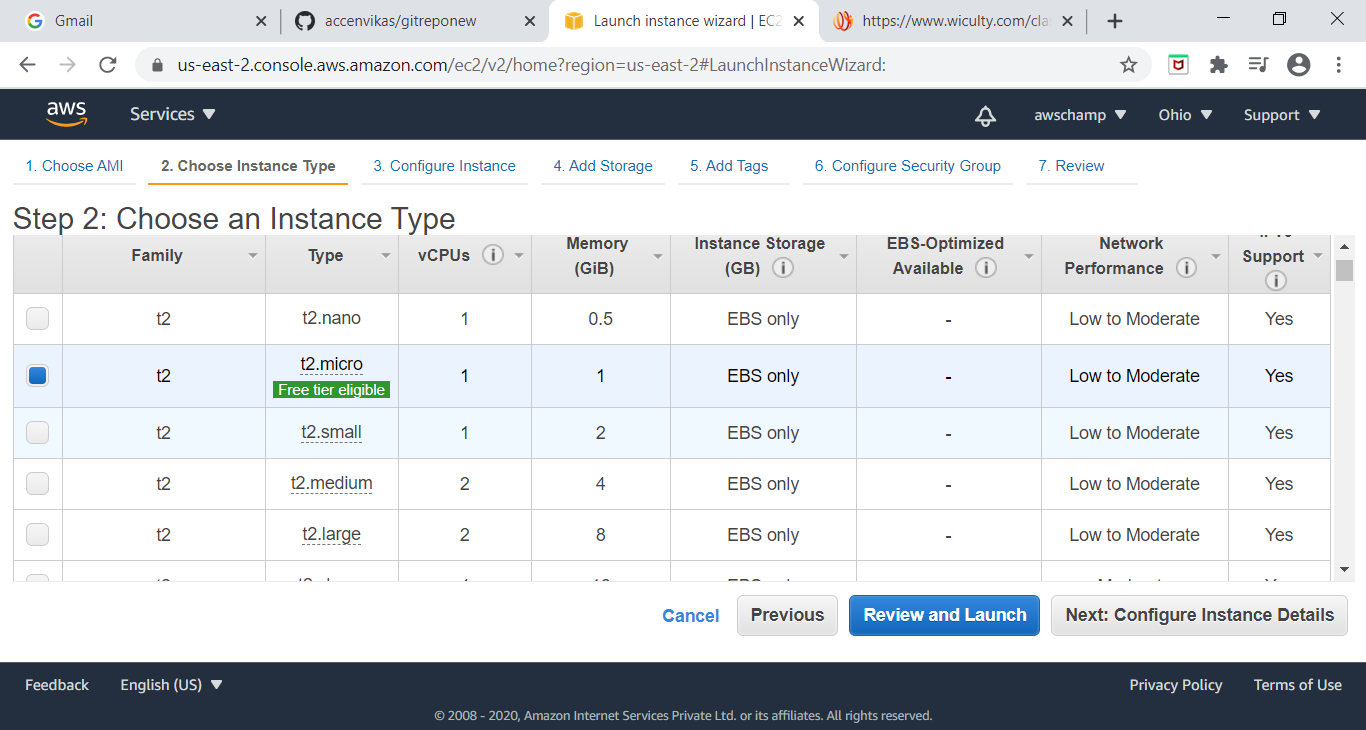 Gmail
accenvikas/gitreponew
Launch instance wizard | EC2
https://www.wiculty.com/cla
us-east-2.console.aws.amazon.com/ec2/v2/home?region=us-east-2#LaunchInstanceWizard:
aws Services awschamp Ohio Support
1. Choose AMI 2. Choose Instance Type 3. Configure Instance 4. Add Storage 5. Add Tags 6. Configure Security Group 7. Review
Step 2: Choose an Instance Type
Family Type vCPUs Memory (GiB) Instance Storage (GB) EBS-Optimized Available Network Performance Support
t2 t2.nano 1 0.5 EBS only - Low to Moderate Yes
t2 t2.micro Free tier eligible 1 1 EBS only - Low to Moderate Yes
t2 t2.small 1 2 EBS only - Low to Moderate Yes
t2 t2.medium 2 4 EBS only - Low to Moderate Yes
t2 t2.large 2 8 EBS only - Low to Moderate Yes
Cancel Previous Review and Launch Next: Configure Instance Details
Feedback English (US) Privacy Policy Terms of Use
© 2008 - 2020, Amazon Internet Services Private Ltd. or its affiliates. All rights reserved.